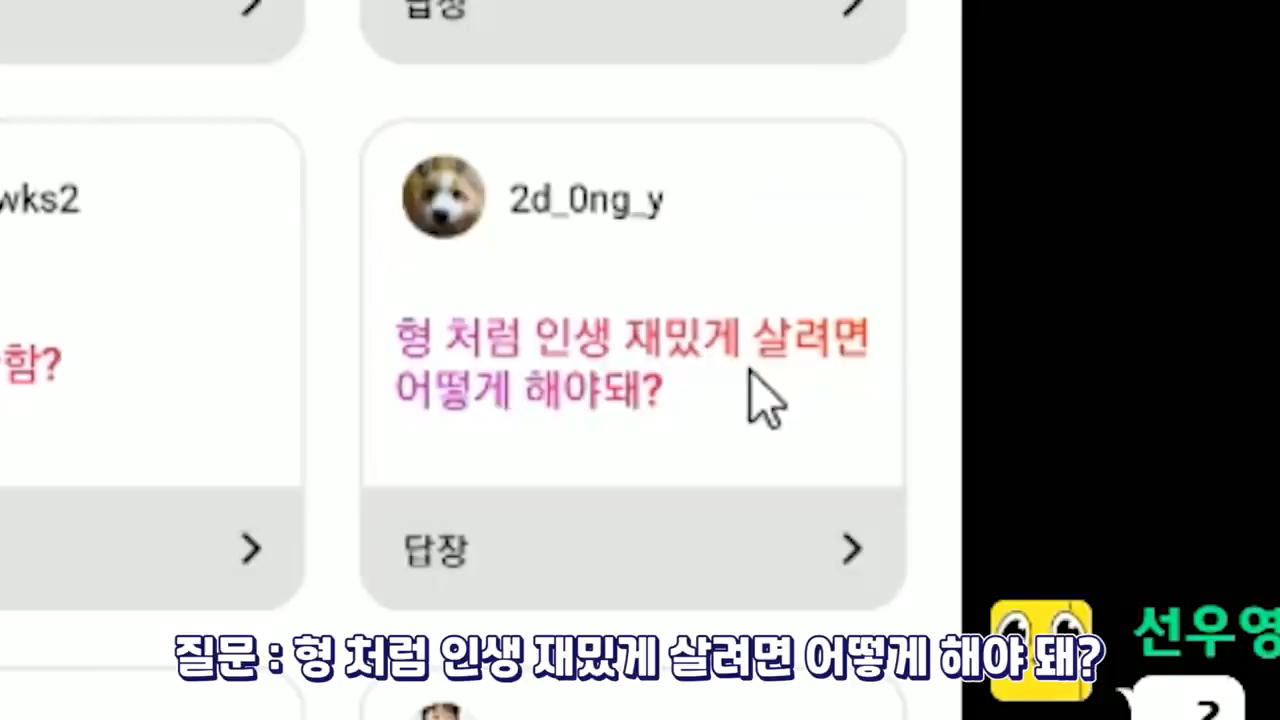 답장
wks2
2d_0ng_y
함?
형 처럼 인생 재밌게 살려면
어떻게 해야돼?
답장
선우영
질문 : 형 처럼 인생 재밌게 살려면 어떻게 해야 돼?
?